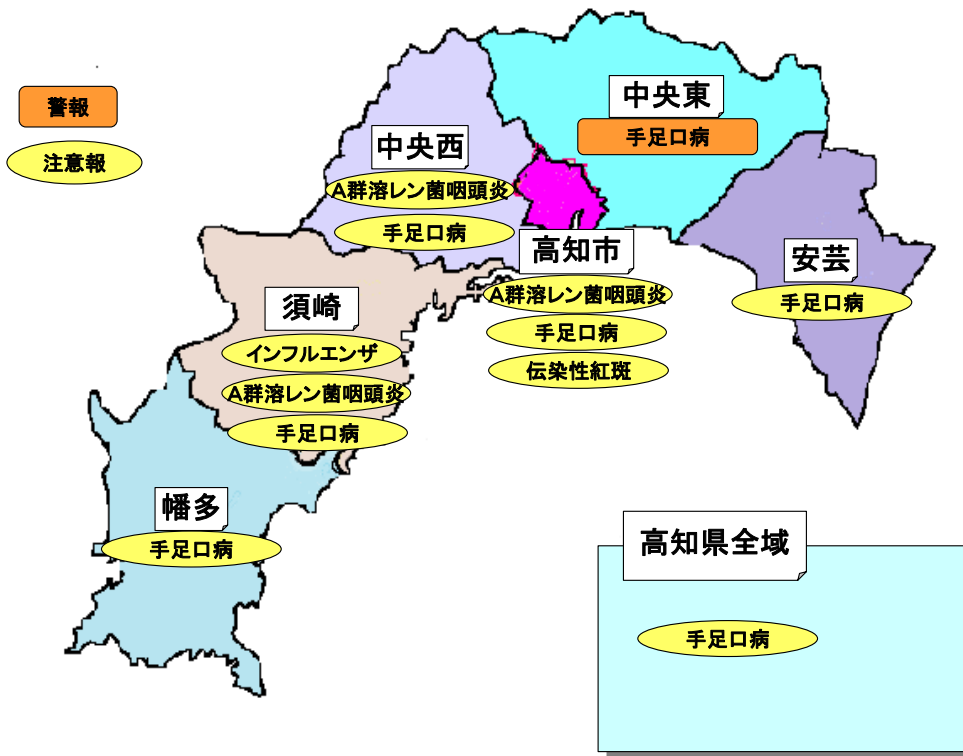 警報
注意報
中央東
手足口病
中央西
A群溶レン菌咽頭炎
手足口病
高知市
A群溶レン菌咽頭炎
手足口病
伝染性紅斑
安芸
手足口病
須崎
インフルエンザ
A群溶レン菌咽頭炎
手足口病
幡多
手足口病
高知県全域
手足口病